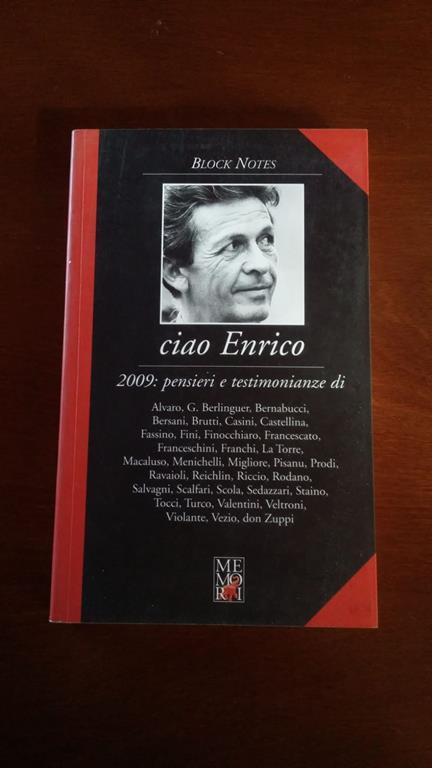 BLOCK NOTES
ciao Enrico
2009: pensieri e testimonianze di
Alvaro, G. Berlinguer, Bernabucci,
Bersani, Brutti, Casini, Castellina,
Fassino, Fini, Finocchiaro, Francescato,
Franceschini, Franchi, La Torre,
Macaluso, Menichelli, Migliore, Pisanu, Prodi,
Ravaioli, Reichlin, Riccio, Rodano,
Salvagni, Scalfari, Scola, Sedazzari, Staino,
Tocci, Turco, Valentini, Veltroni,
Violante, Vezio, don Zuppi
ME
MO
RI